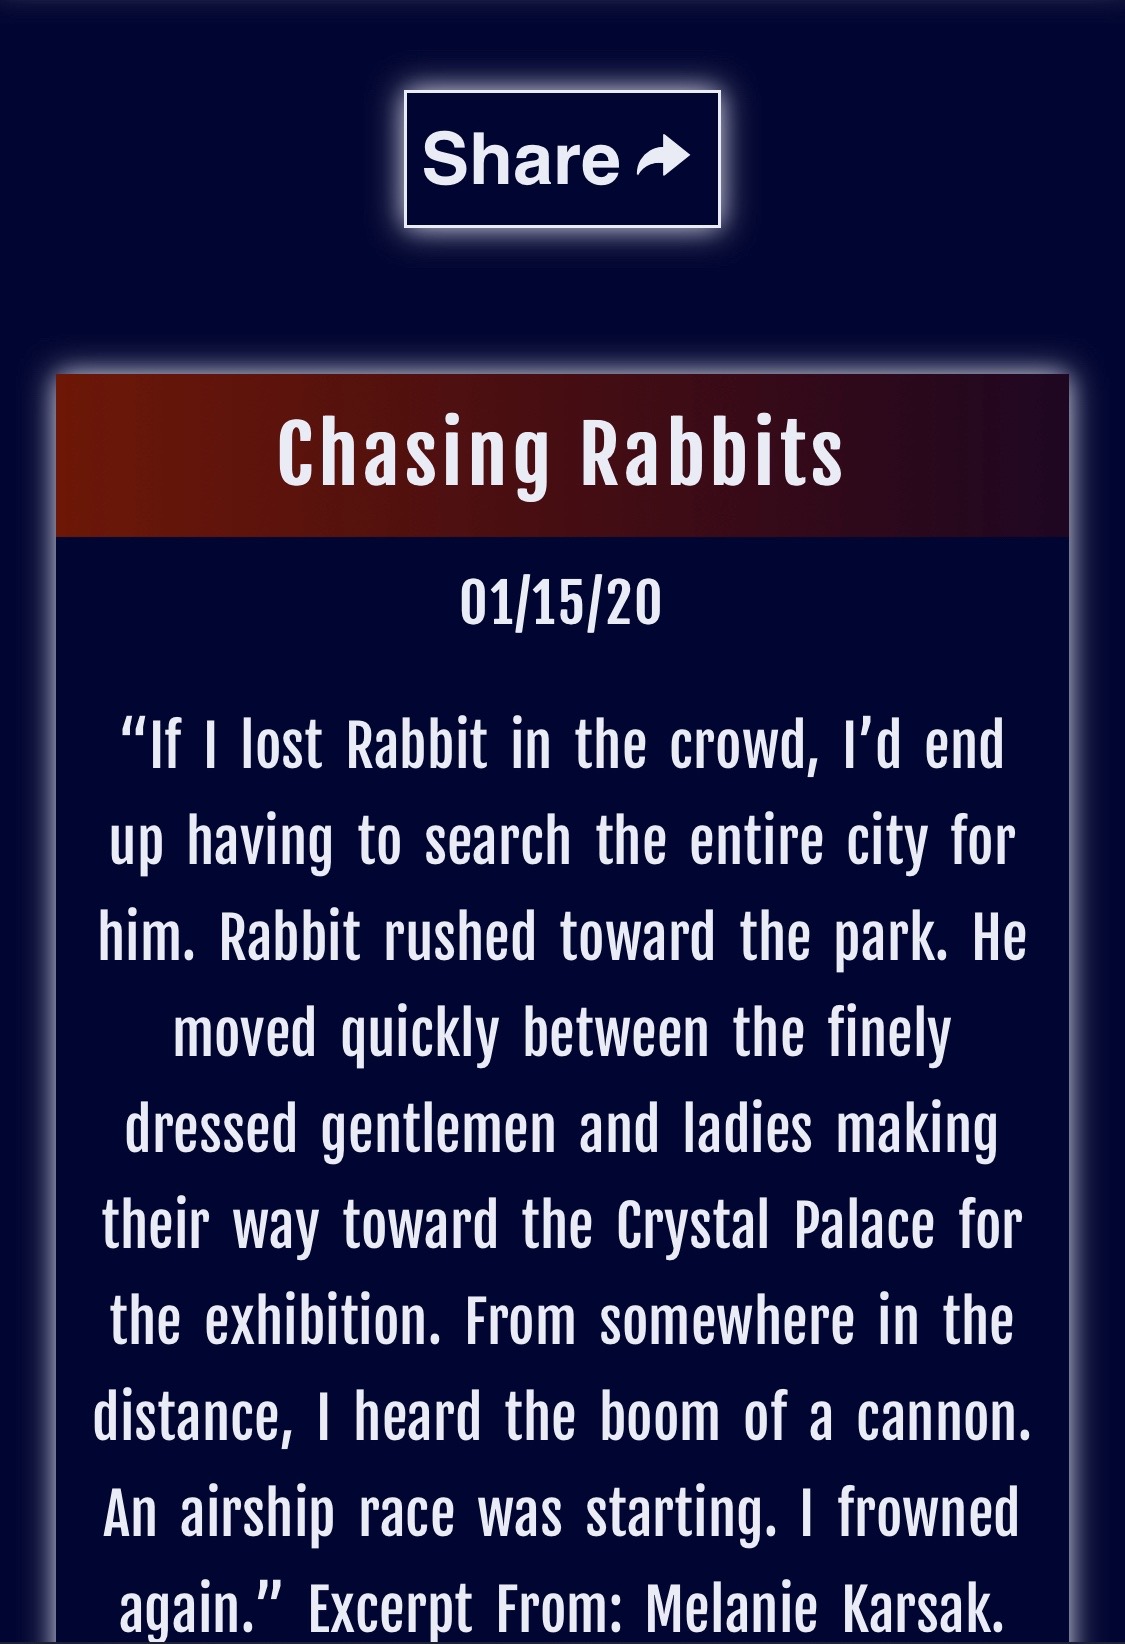 Share
Chasing Rabbits
01/15/20
“If I lost Rabbit in the crowd, I’d end
up having to search the entire city for
him. Rabbit rushed toward the park. He
moved quickly between the finely
dressed gentlemen and ladies making
their way toward the Crystal Palace for
the exhibition. From somewhere in the
distance, I heard the boom of a cannon.
An airship race was starting. I frowned
again.” Excerpt From: Melanie Karsak.